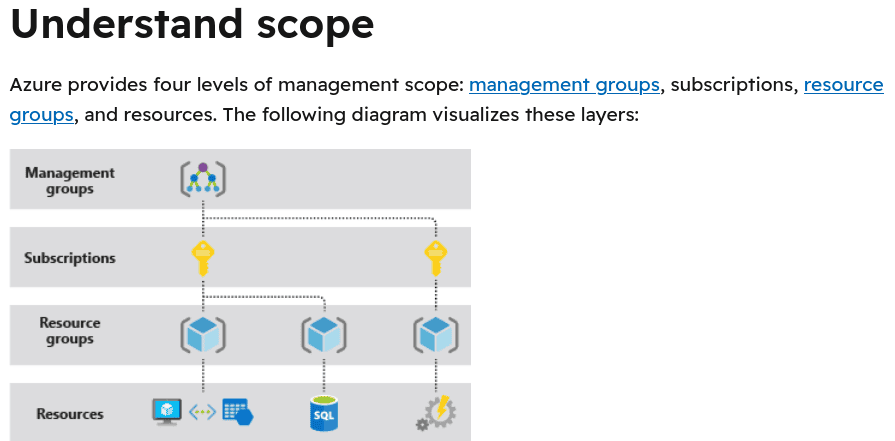 Understand scope
Azure provides four levels of management scope: management groups, subscriptions, resource
groups, and resources. The following diagram visualizes these layers:
Management
groups
Subscriptions
Resource
groups
Resources
SQL